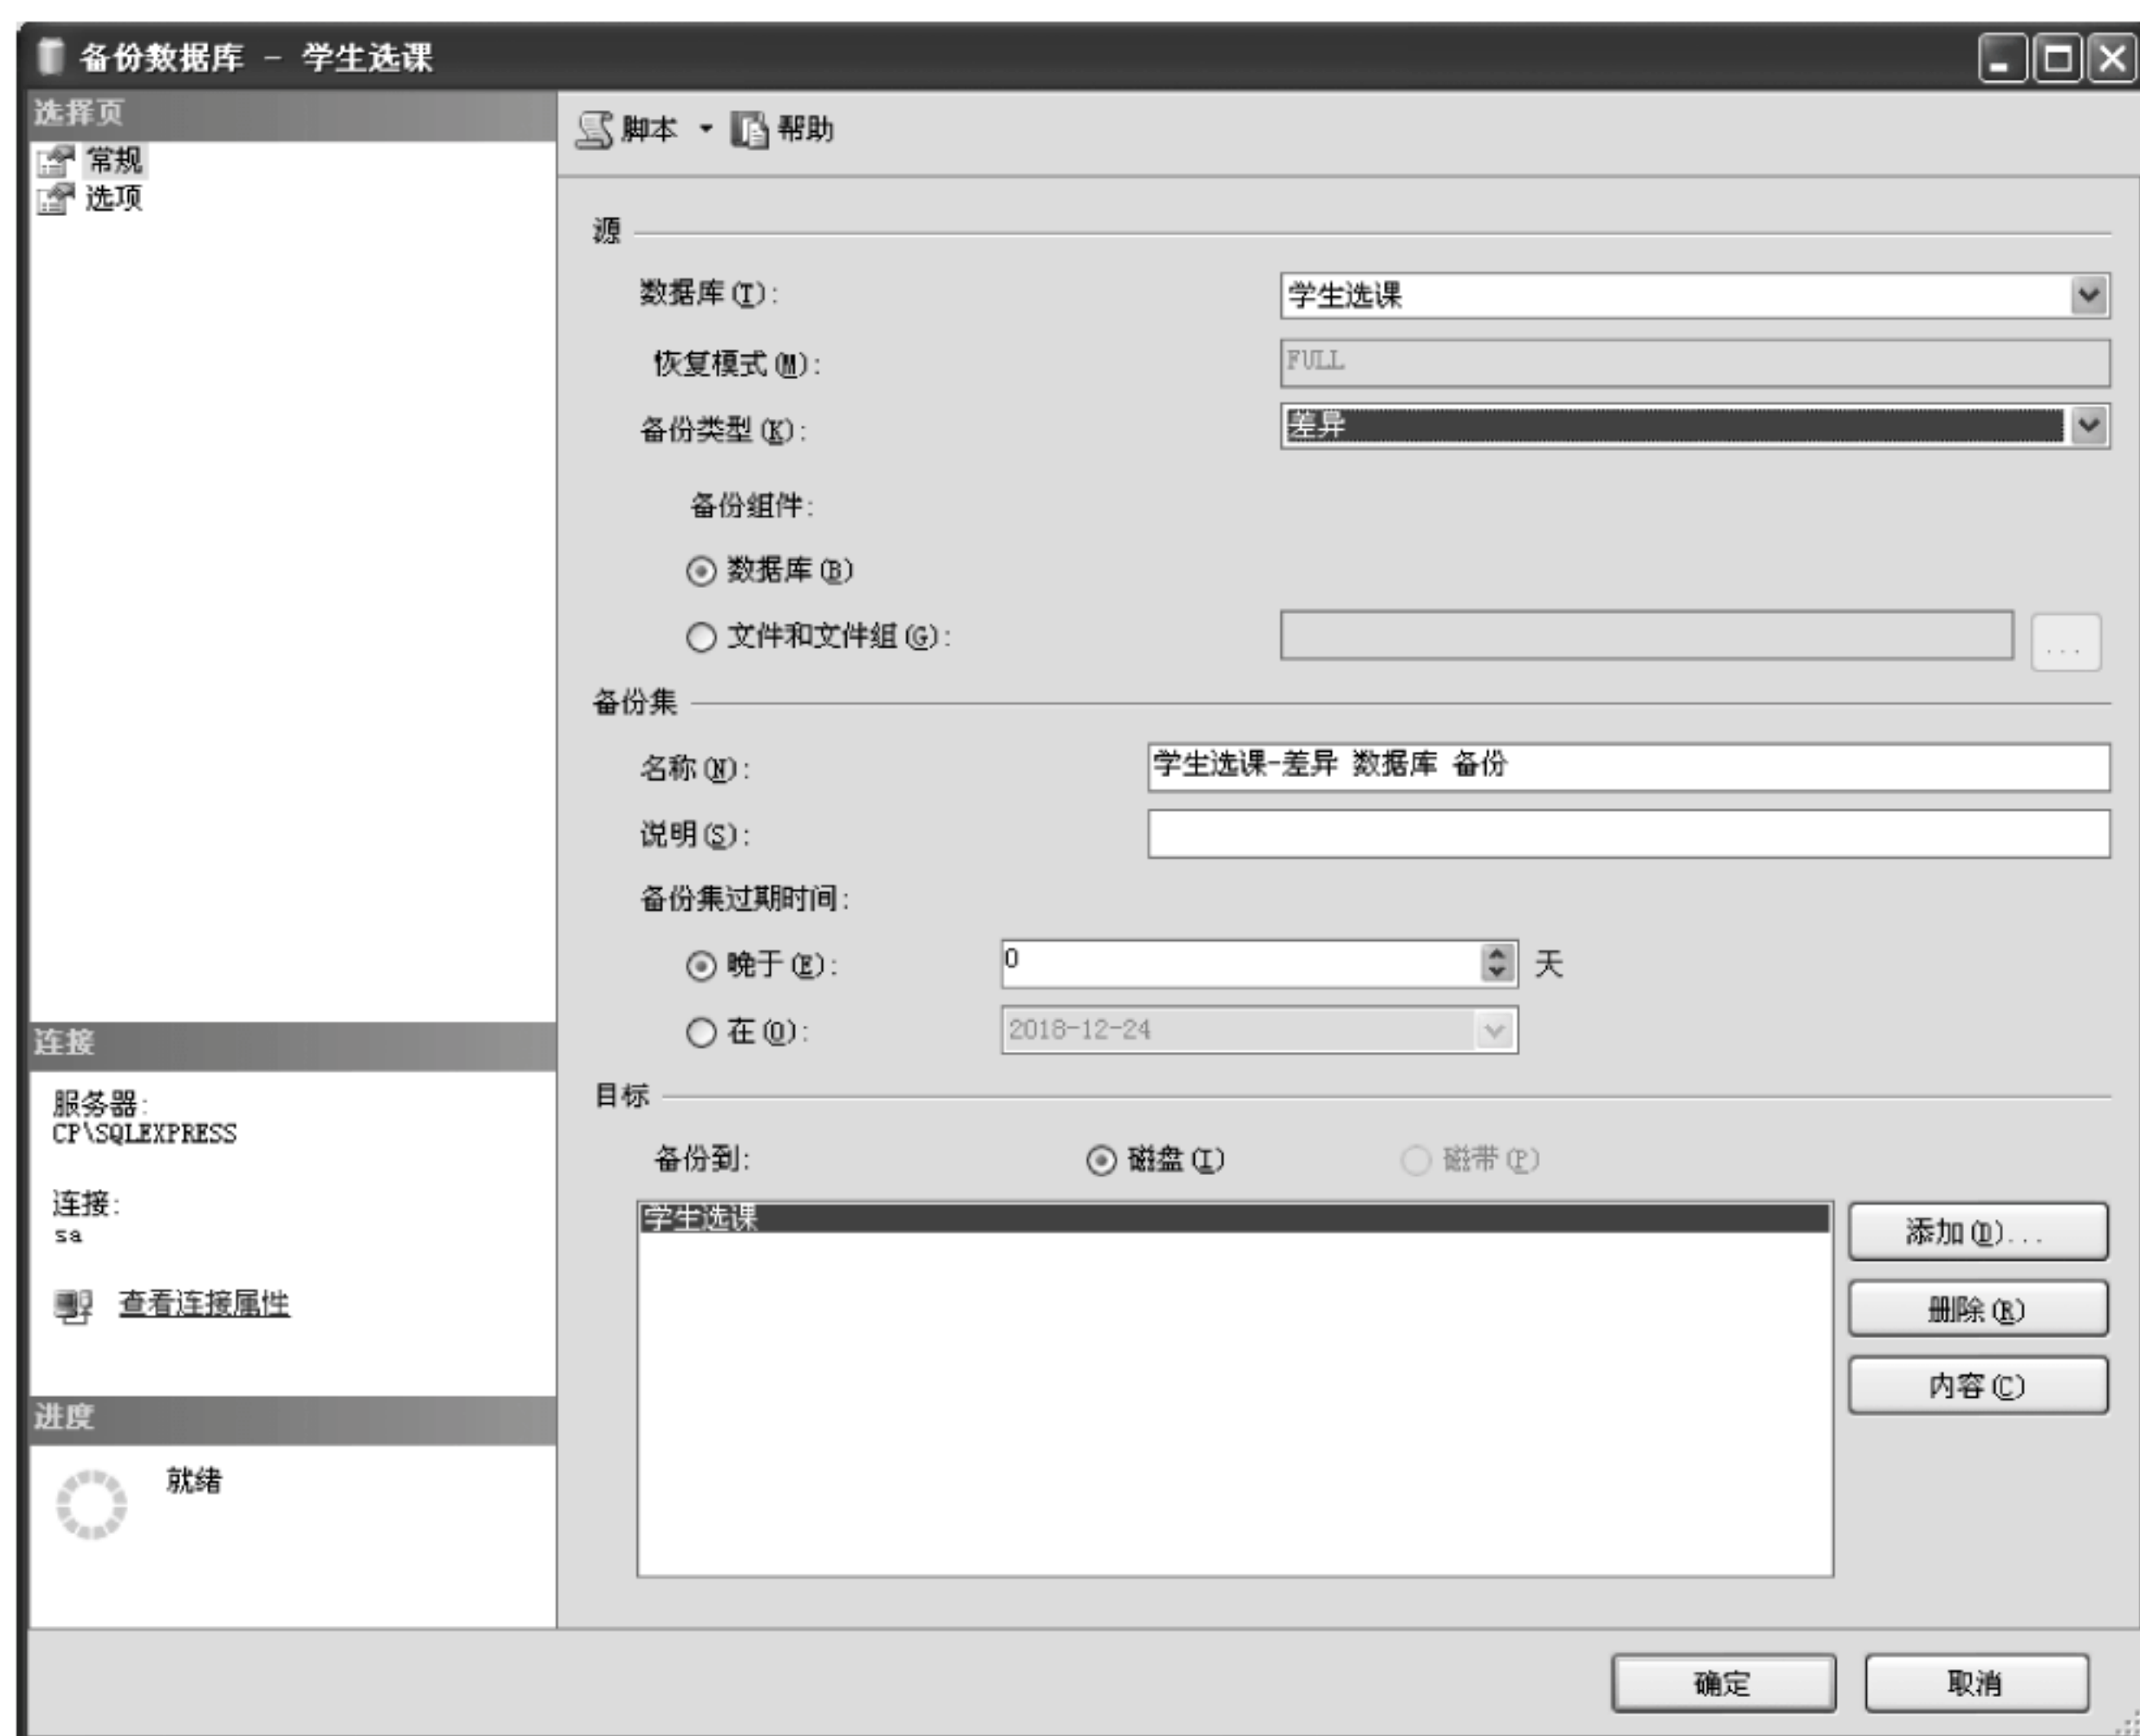 备份数据库 - 学生选课
选择页
常规
选项
脚本 帮助
源
数据库(T): 学生选课
恢复模式(M): FULL
备份类型(K): 差异
备份组件:
数据库(B)
文件和文件组(G): ...
备份集
名称(N): 学生选课-差异 数据库 备份
说明(S):
备份集过期时间:
晚于(E): 0 天
在(O): 2018-12-24
目标
备份到: 磁盘(I) 磁带(P)
学生选课
添加(D)...
删除(R)
内容(C)
连接
服务器:
CP\SQLEXPRESS
连接:
sa
查看连接属性
进度
就绪
确定 取消